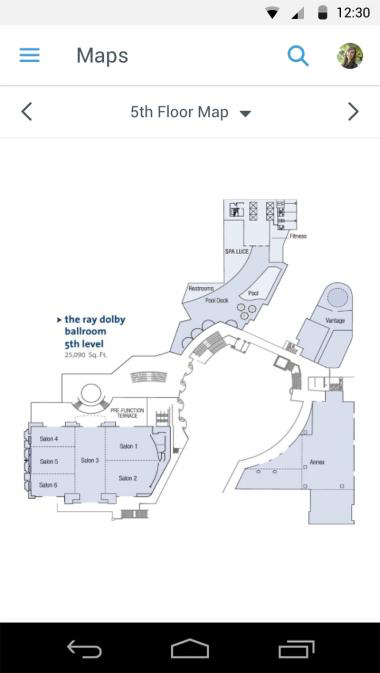 12:30
Maps
5th Floor Map
Fitness
SPA LUCE
Restrooms
Pool
Pool Deck
Vantage
the ray dolby
ballroom
5th level
25,090 Sq. Ft.
PRE-FUNCTION
TERRACE
Salon 4
Salon 1
Salon 5
Salon 3
Annex
Salon 2
Salon 6